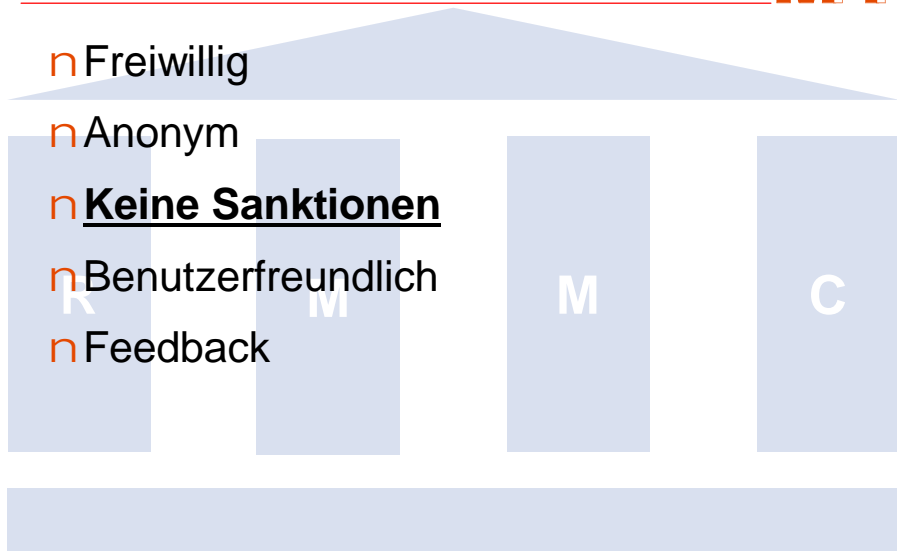 n Freiwillig
n Anonym
n Keine Sanktionen
n Benutzerfreundlich
n Feedback
R M M C